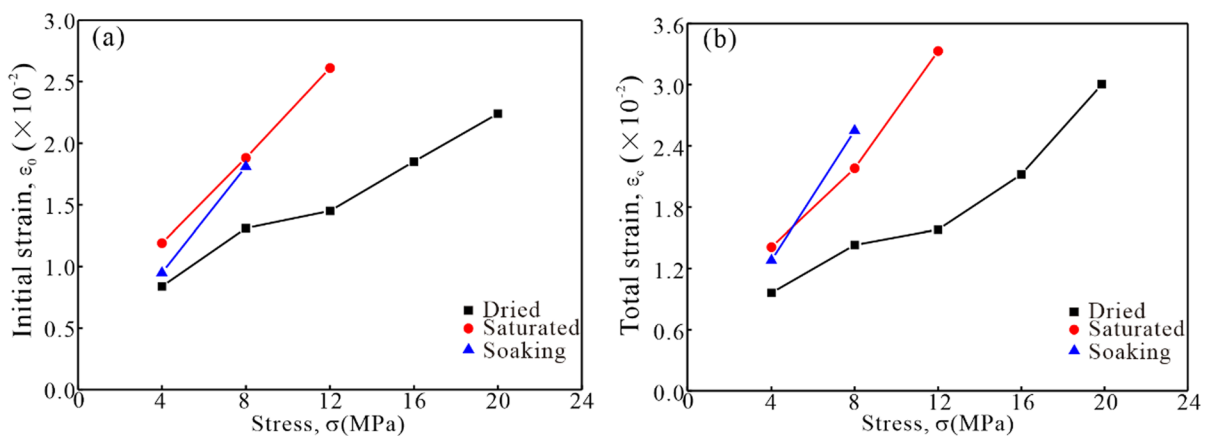 (a)
Initial strain, ε₀ (×10⁻²)
3.0
2.5
2.0
1.5
1.0
0.5
0.0
Dried
Saturated
Soaking
0 4 8 12 16 20 24
Stress, σ(MPa)
(b)
Total strain, εc (×10⁻²)
3.6
3.0
2.4
1.8
1.2
0.6
0.0
Dried
Saturated
Soaking
0 4 8 12 16 20 24
Stress, σ(MPa)